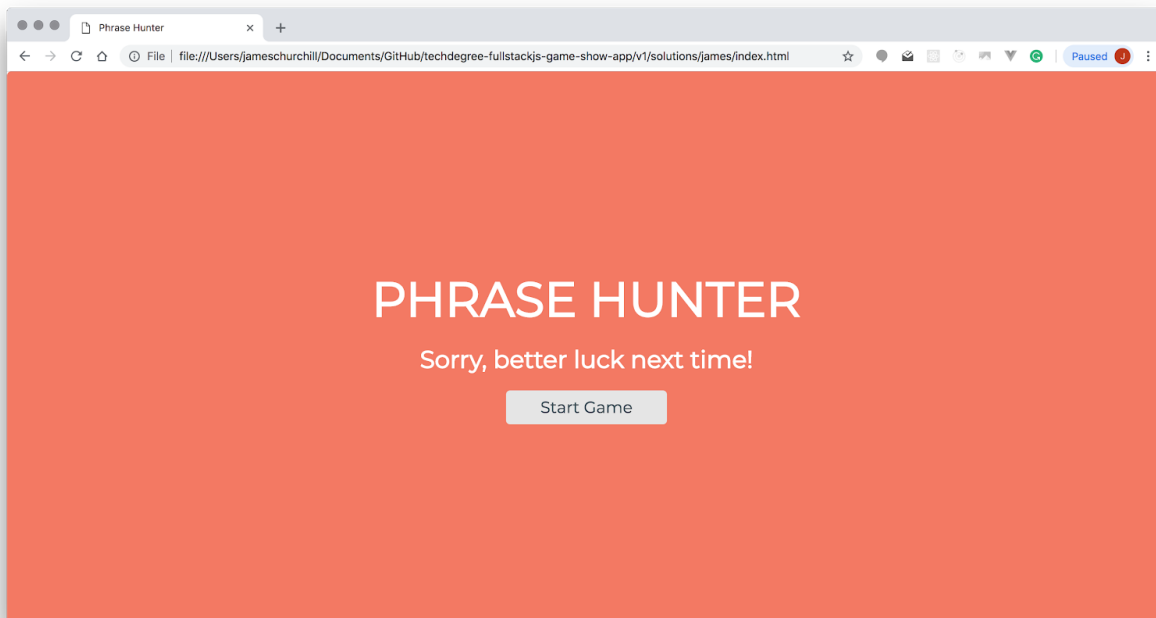 Phrase Hunter
File file:///Users/jameschurchill/Documents/GitHub/techdegree-fullstackjs-game-show-app/v1/solutions/james/index.html Paused J
PHRASE HUNTER
Sorry, better luck next time!
Start Game